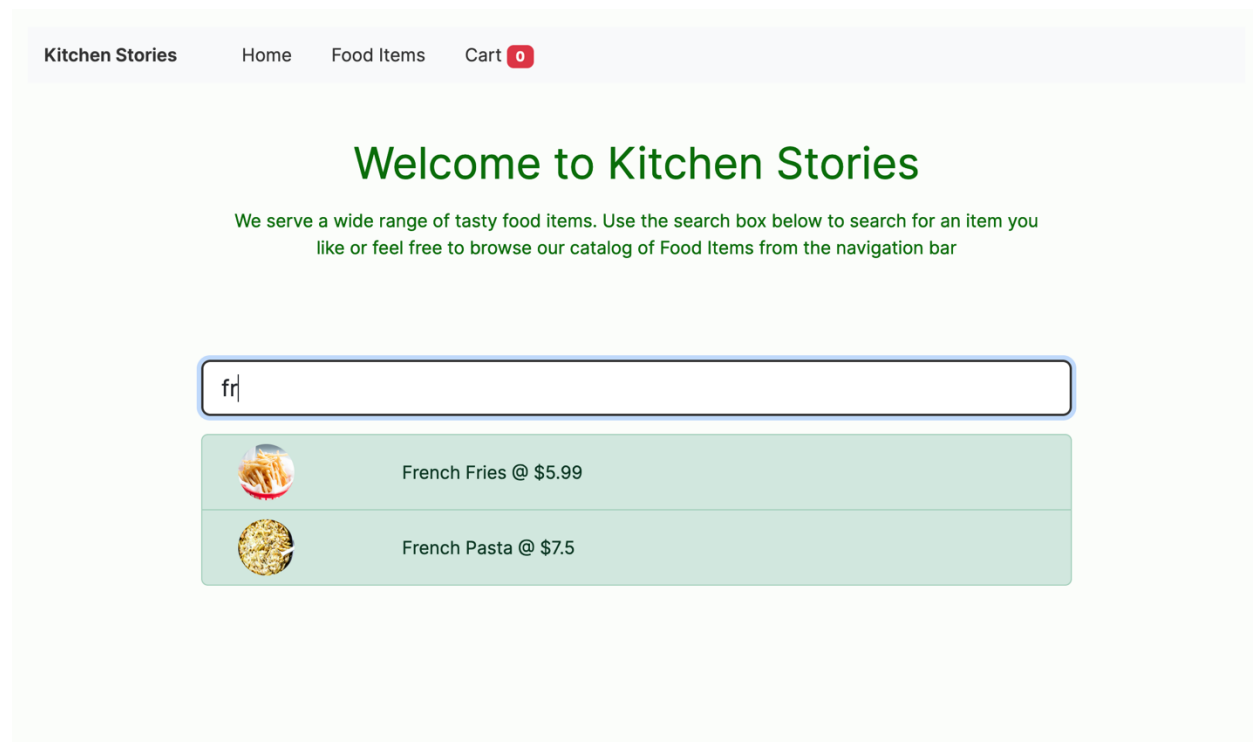 Kitchen Stories Home Food Items Cart 0
Welcome to Kitchen Stories
We serve a wide range of tasty food items. Use the search box below to search for an item you
like or feel free to browse our catalog of Food Items from the navigation bar
fr
French Fries @ $5.99
French Pasta @ $7.5